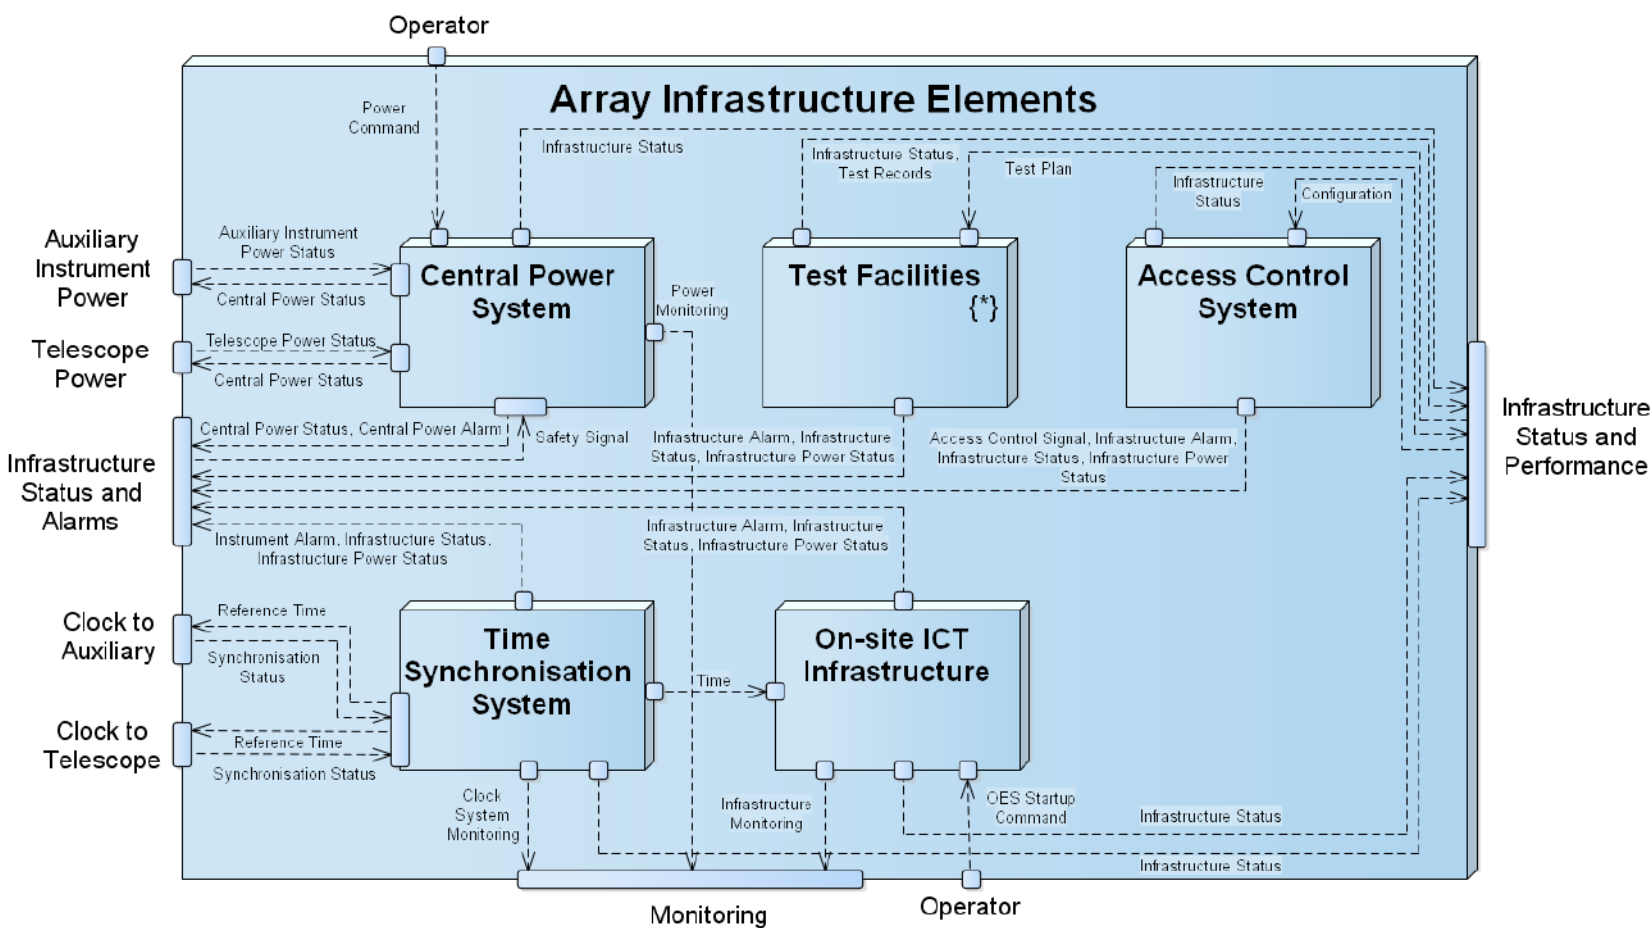 Operator
Array Infrastructure Elements
Power
Command
Infrastructure Status
Infrastructure Status,
Test Records
Test Plan
Infrastructure
Status
Configuration
Auxiliary
Instrument
Power
Auxiliary Instrument
Power Status
Central Power Status
Central Power
System
Power
Monitoring
Test Facilities
{*}
Access Control
System
Telescope
Power
Telescope Power Status
Central Power Status
Infrastructure
Status and
Performance
Infrastructure
Status and
Alarms
Central Power Status, Central Power Alarm
Safety Signal
Infrastructure Alarm, Infrastructure
Status, Infrastructure Power Status
Access Control Signal, Infrastructure Alarm,
Infrastructure Status, Infrastructure Power
Status
Instrument Alarm, Infrastructure Status,
Infrastructure Power Status
Infrastructure Alarm, Infrastructure
Status, Infrastructure Power Status
Clock to
Auxiliary
Reference Time
Synchronisation
Status
Time
Synchronisation
System
Time
On-site ICT
Infrastructure
Clock to
Telescope
Reference Time
Synchronisation Status
Clock
System
Monitoring
Infrastructure
Monitoring
OES Startup
Command
Infrastructure Status
Infrastructure Status
Monitoring
Operator